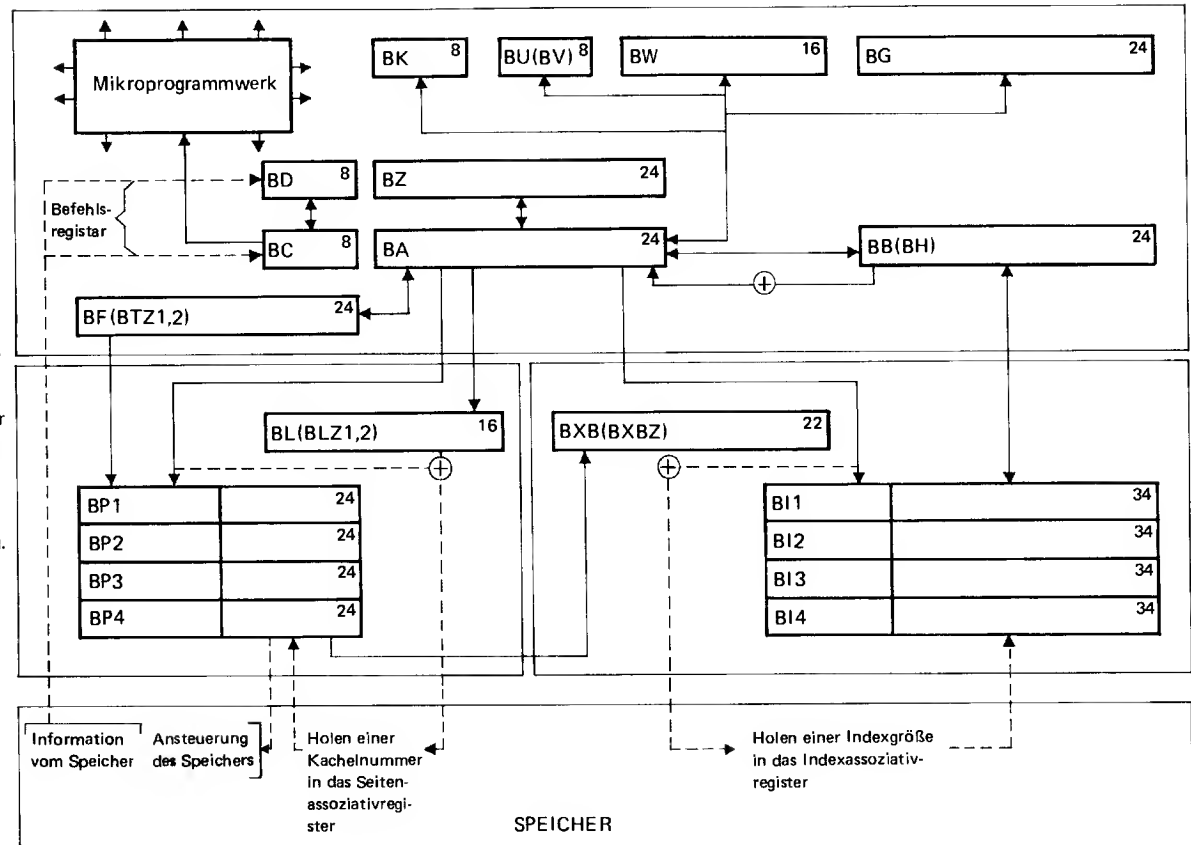 Mikroprogrammwerk
BK 8
BU(BV) 8
BW 16
BG 24
BD 8
BZ 24
Befehls-
registar
BC 8
BA 24
BB(BH) 24
BF(BTZ1,2) 24
r
BL(BLZ1,2) 16
BXB(BXBZ) 22
BP1 24
BP2 24
BP3 24
BP4 24
.
BI1 34
BI2 34
BI3 34
BI4 34
Information
vom Speicher
Ansteuerung
des Speichers
Holen einer
Kachelnummer
in das Seiten-
assoziativregi-
ster
Holen einer Indexgröße
in das Indexassoziativ-
register
SPEICHER